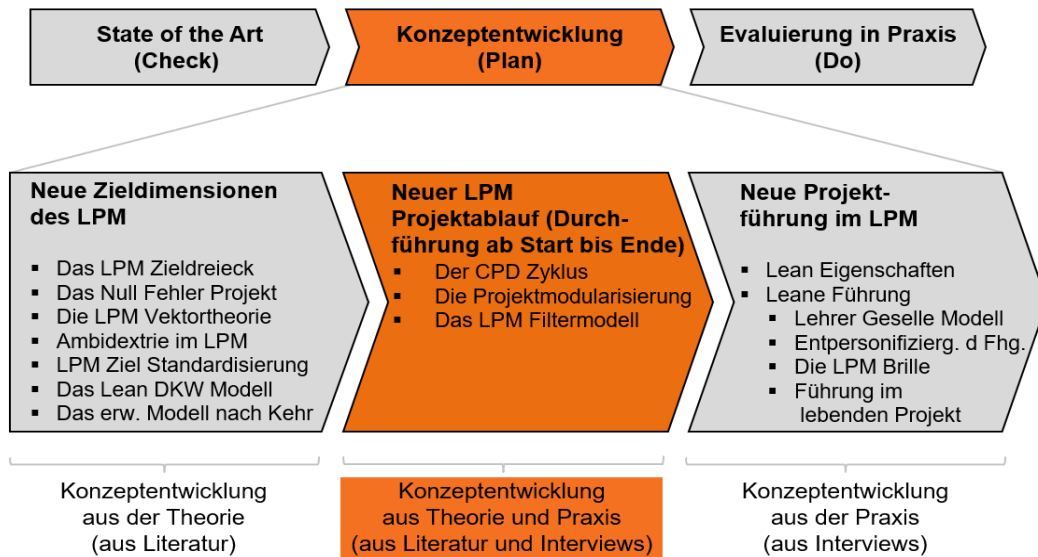 State of the Art
(Check)
Konzeptentwicklung
(Plan)
Evaluierung in Praxis
(Do)
Neue Zieldimensionen
des LPM
▪ Das LPM Zieldreieck
▪ Das Null Fehler Projekt
▪ Die LPM Vektortheorie
▪ Ambidextrie im LPM
▪ LPM Ziel Standardisierung
▪ Das Lean DKW Modell
▪ Das erw. Modell nach Kehr
Neuer LPM
Projektablauf (Durch-
führung ab Start bis Ende)
▪ Der CPD Zyklus
▪ Die Projektmodularisierung
▪ Das LPM Filtermodell
Neue Projekt-
führung im LPM
▪ Lean Eigenschaften
▪ Leane Führung
▪ Lehrer Geselle Modell
▪ Entpersonifizierg. d Fhg.
▪ Die LPM Brille
▪ Führung im
lebenden Projekt
Konzeptentwicklung
aus der Theorie
(aus Literatur)
Konzeptentwicklung
aus Theorie und Praxis
(aus Literatur und Interviews)
Konzeptentwicklung
aus der Praxis
(aus Interviews)